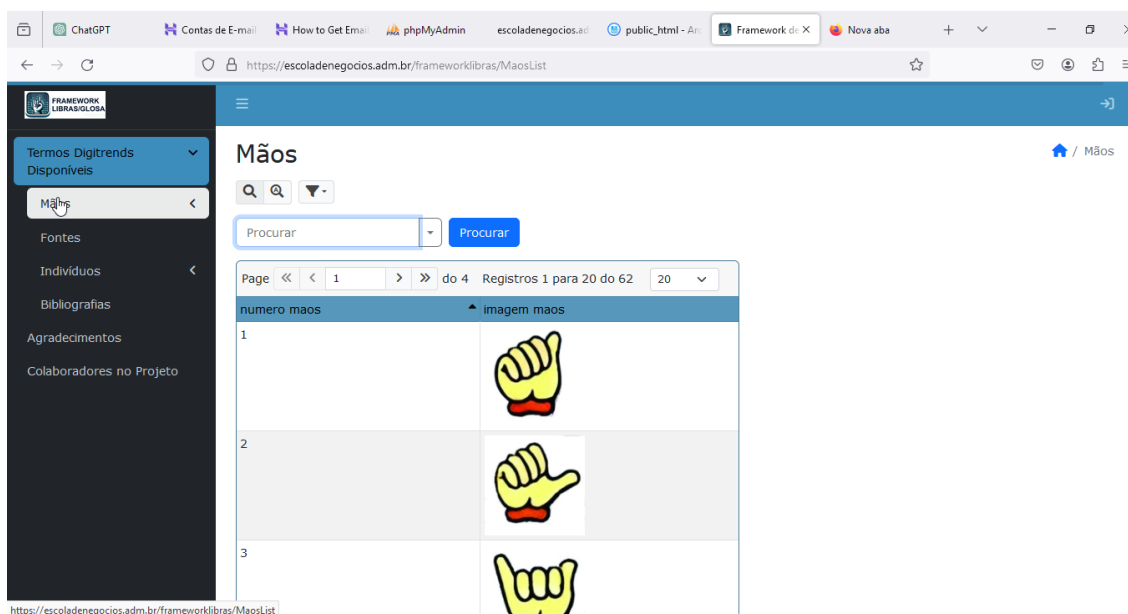 ChatGPT
Contas de E-mail
How to Get Emai
phpMyAdmin
escoladenegocios.ad
public_html - 
Framework de
Nova aba
https://escoladenegocios.adm.br/frameworklibras/MaosList
FRAMEWORK
LIBRAS/GLOSA
Termos Digitrends
Disponíveis
Mãos
Fontes
Indivíduos
Bibliografias
Agradecimentos
Colaboradores no Projeto
Mãos
/ Mãos
Procurar
Procurar
Page 1 do 4 Registros 1 para 20 do 62 20
numero maos imagem maos
1
2
3
https://escoladenegocios.adm.br/frameworklibras/MaosList